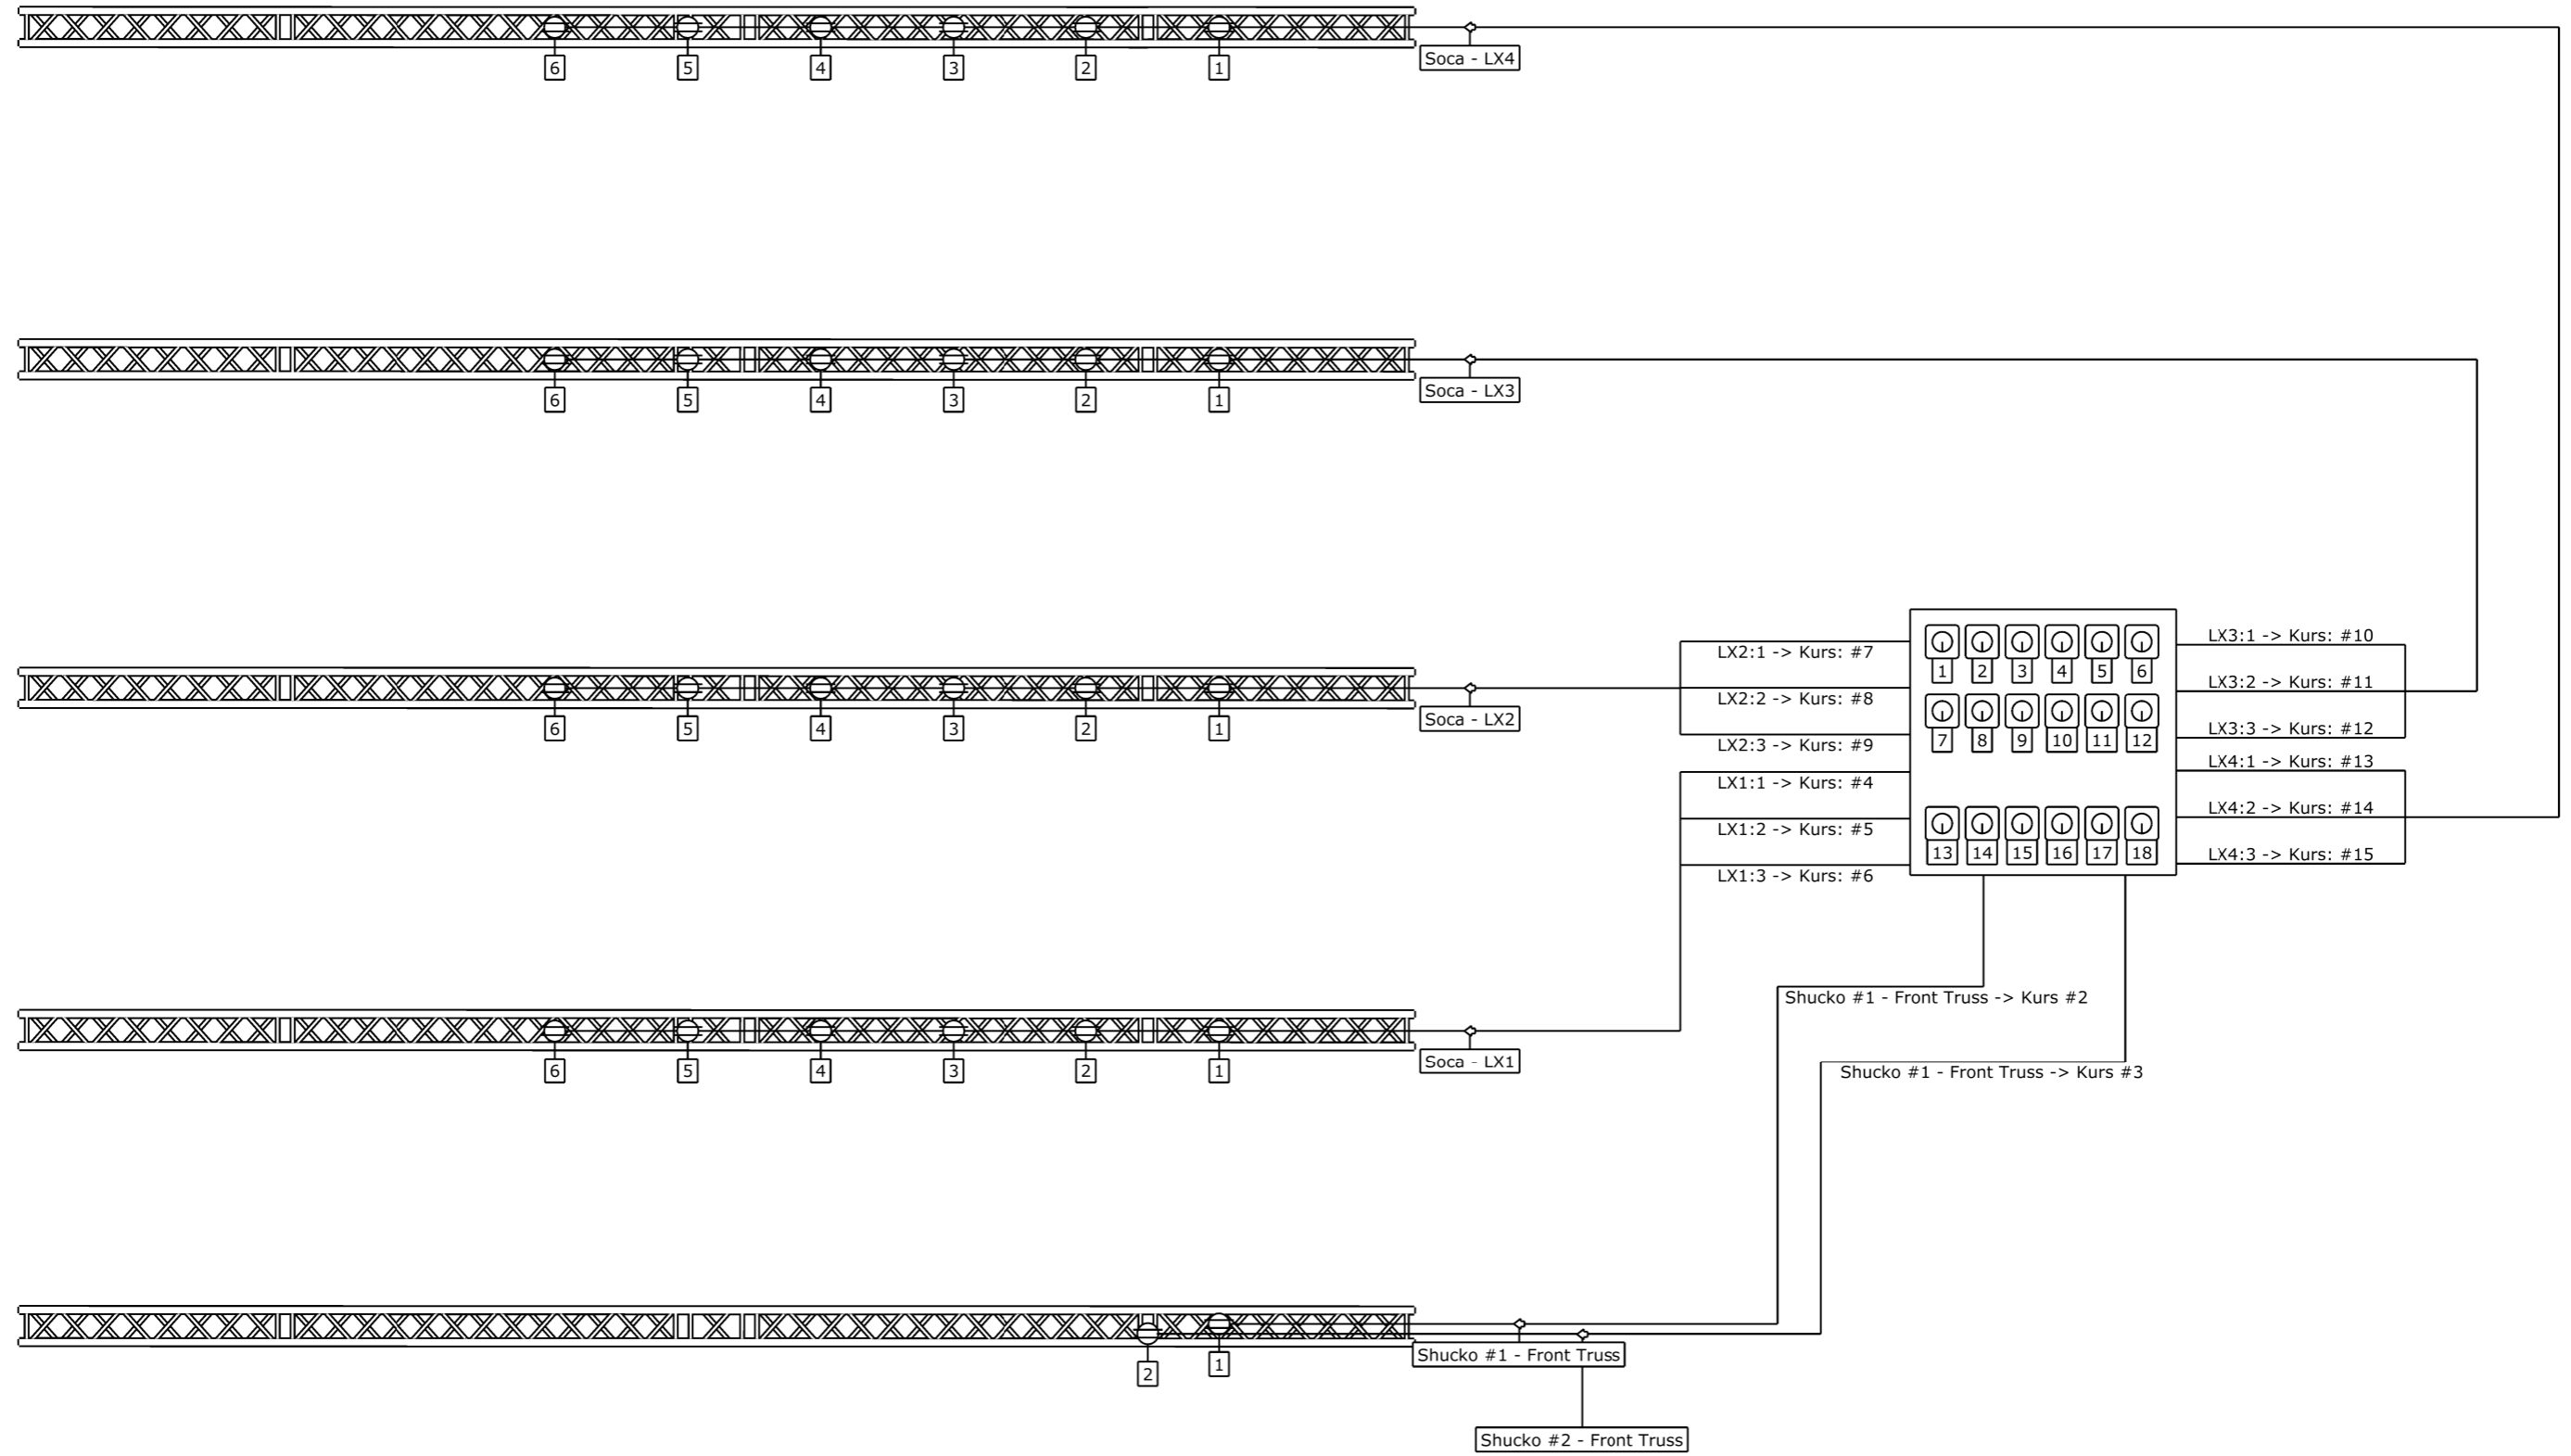 6 5 4 3 2 1
Soca - LX4
6 5 4 3 2 1
Soca - LX3
6 5 4 3 2 1
Soca - LX2
LX2:1 -> Kurs: #7
LX2:2 -> Kurs: #8
LX2:3 -> Kurs: #9
LX1:1 -> Kurs: #4
LX1:2 -> Kurs: #5
LX1:3 -> Kurs: #6
1 2 3 4 5 6
7 8 9 10 11 12
13 14 15 16 17 18
LX3:1 -> Kurs: #10
LX3:2 -> Kurs: #11
LX3:3 -> Kurs: #12
LX4:1 -> Kurs: #13
LX4:2 -> Kurs: #14
LX4:3 -> Kurs: #15
Shucko #1 - Front Truss -> Kurs #2
6 5 4 3 2 1
Soca - LX1
Shucko #1 - Front Truss -> Kurs #3
2 1
Shucko #1 - Front Truss
Shucko #2 - Front Truss